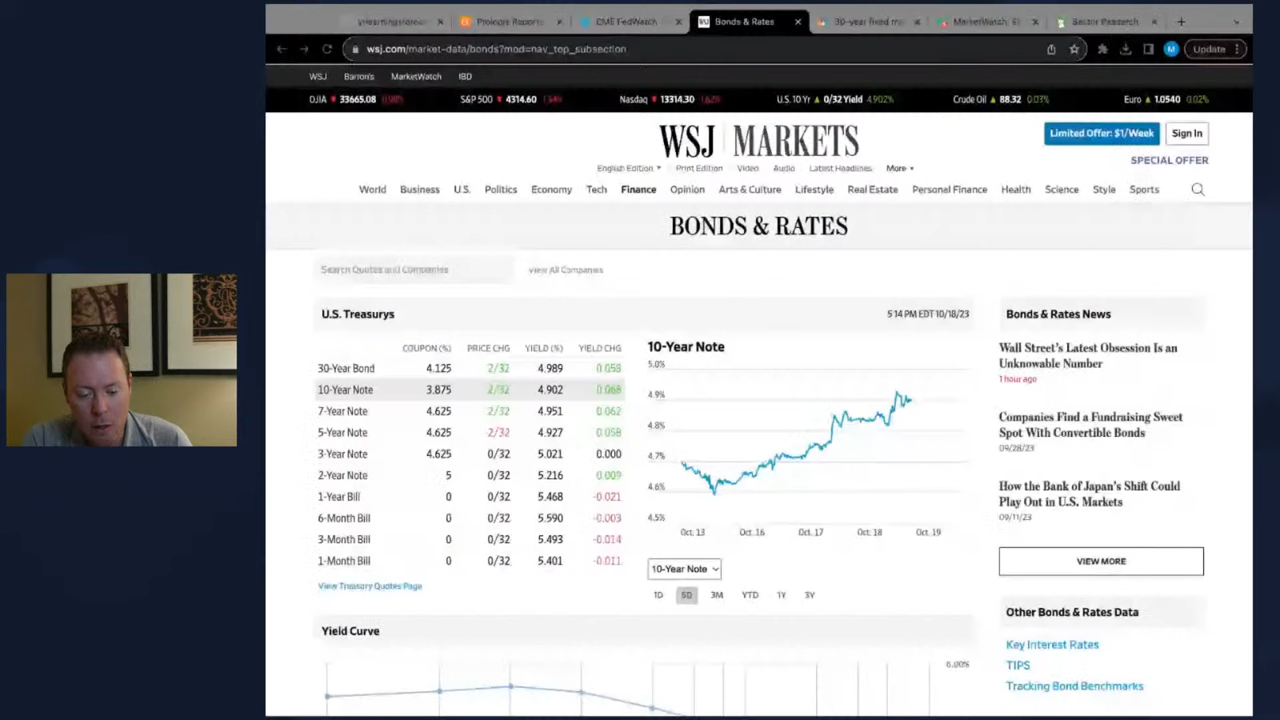 Prologis Reports
CME FedWatch
Bonds & Rates
30-year fixed m
MarketWatch:
Sector Research
wsj.com/market-data/bonds?mod=nav_top_subsection
M
Update
WSJ Barron's MarketWatch IBD
DJIA ▼ 33665.08 S&P 500 ▼ 4314.60 Nasdaq ▼ 13314.30 U.S. 10 Yr ▲ 0/32 Yield 4.902% Crude Oil ▲ 88.32 0.03% Euro ▲ 1.0540 0.02%
WSJ | MARKETS
Limited Offer: $1/Week
Sign In
English Edition ▼ Print Edition Video Audio Latest Headlines More ▼
SPECIAL OFFER
World Business U.S. Politics Economy Tech Finance Opinion Arts & Culture Lifestyle Real Estate Personal Finance Health Science Style Sports
BONDS & RATES
Search Quotes and Companies View All Companies
U.S. Treasurys 5:14 PM EDT 10/18/23
COUPON (%) PRICE CHG YIELD (%) YIELD CHG
30-Year Bond 4.125 2/32 4.989 0.058
10-Year Note 3.875 2/32 4.902 0.068
7-Year Note 4.625 2/32 4.951 0.062
5-Year Note 4.625 2/32 4.927 0.058
3-Year Note 4.625 0/32 5.021 0.000
2-Year Note 5 0/32 5.216 0.009
1-Year Bill 0 0/32 5.468 -0.021
6-Month Bill 0 0/32 5.590 -0.003
3-Month Bill 0 0/32 5.493 -0.014
1-Month Bill 0 0/32 5.401 -0.011
View Treasury Quotes Page
10-Year Note
5.0%
4.9%
4.8%
4.7%
4.6%
4.5%
Oct. 13 Oct. 16 Oct. 17 Oct. 18 Oct. 19
10-Year Note
1D 5D 3M YTD 1Y 3Y
Yield Curve
6.00%
Bonds & Rates News
Wall Street's Latest Obsession Is an
Unknowable Number
1 hour ago
Companies Find a Fundraising Sweet
Spot With Convertible Bonds
09/28/23
How the Bank of Japan's Shift Could
Play Out in U.S. Markets
09/11/23
VIEW MORE
Other Bonds & Rates Data
Key Interest Rates
TIPS
Tracking Bond Benchmarks